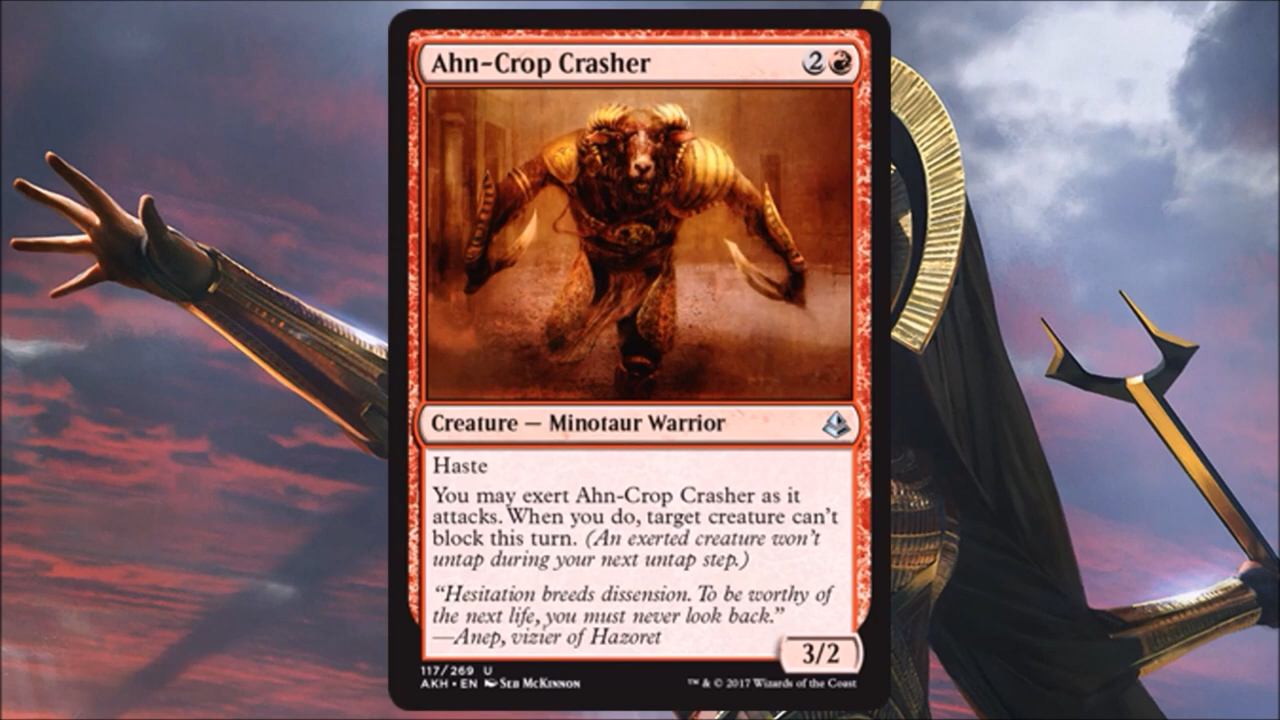 Ahn-Crop Crasher 2
Creature — Minotaur Warrior
Haste
You may exert Ahn-Crop Crasher as it
attacks. When you do, target creature can't
block this turn. (An exerted creature won't
untap during your next untap step.)
"Hesitation breeds dissension. To be worthy of
the next life, you must never look back."
—Anep, vizier of Hazoret
3/2
117/269 U
AKH • EN Seb McKinnon
™ & © 2017 Wizards of the Coast